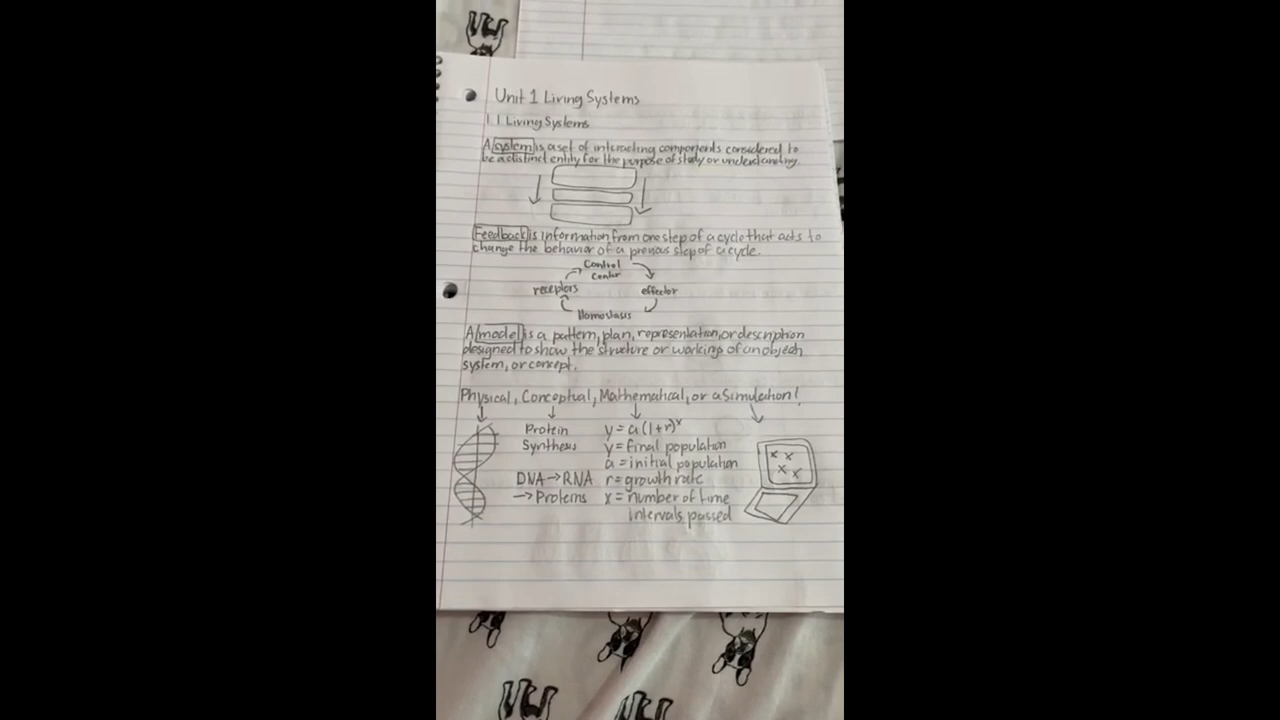 Unit 1 Living Systems
1.1 Living Systems
A system is a set of interacting components considered to
be a distinct entity for the purpose of study or understanding.
Feedback is information from one step of a cycle that acts to
change the behavior of a previous step of a cycle.
Control
Center
receptors effector
Homostasis
A model is a pattern, plan, representation, or description
designed to show the structure or workings of an object,
system, or concept.
Physical, Conceptual, Mathematical, or a Simulation!
Protein y = a(1+r)^x
Synthesis y = final population
a = initial population
DNA → RNA r = growth rate
→ Proteins x = number of time
intervals passed
x x
x x